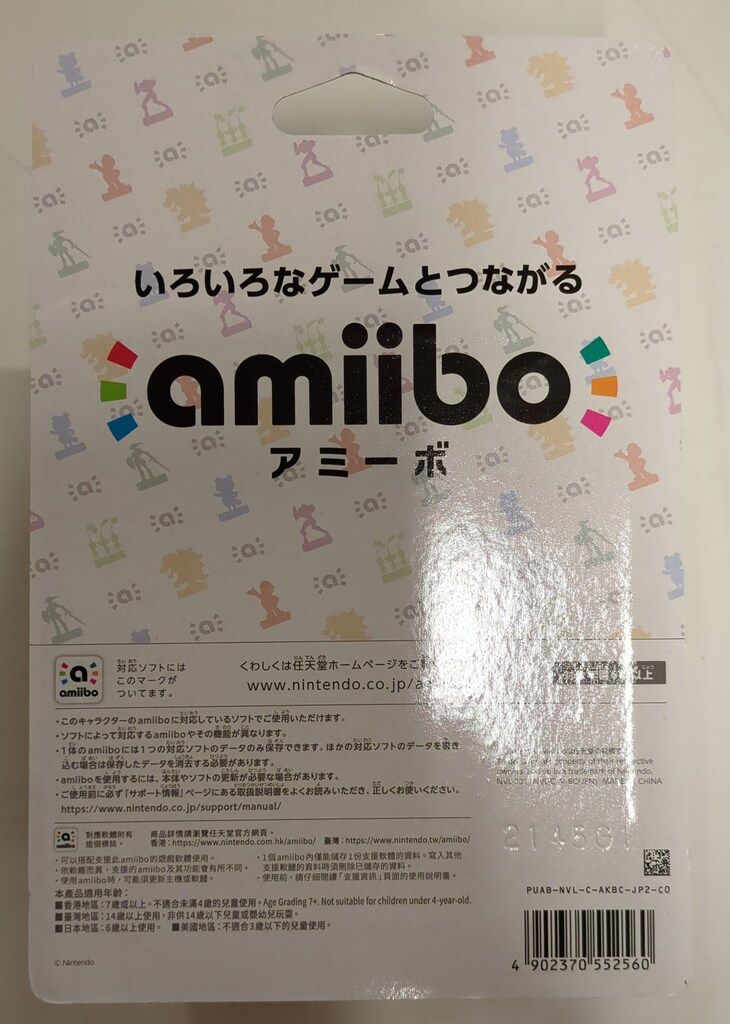 いろいろなゲームとつながる
amiibo
アミーボ
amiibo
対応ソフトには
このマークが
ついてます。
くわしくは任天堂ホームページをご
www.nintendo.co.jp/a
以上
・このキャラクターのamiiboに対応しているソフトでご使用いただけます。
・ソフトによって対応するamiiboやその機能が異なります。
・1体のamiiboには1つの対応ソフトのデータのみ保存できます。ほかの対応ソフトのデータを書き
込む場合は保存したデータを消去する必要があります。
・amiiboを使用するには、本体やソフトの更新が必要な場合があります。
・ご使用前に必ず「サポート情報」ページにある取扱説明書をよくお読みいただき、正しくお使いください。
https://www.nintendo.co.jp/support/manual/
property of their respective
is a trademark of Nintendo.
CHINA
amiibo
對應軟體附有
這個標誌。
商品詳情請瀏覽任天堂官方網頁。
香港：https://www.nintendo.com.hk/amiibo/ 臺灣：https://www.nintendo.tw/amiibo/
・可以搭配支援此amiibo的遊戲軟體使用。
・依軟體而異，支援的amiibo及其功能會有所不同。
・使用amiibo時，可能須更新主機或軟體。
・1個amiibo內僅能儲存1份支援軟體的資料。寫入其他
支援軟體的資料時須刪除已儲存的資料。
・使用前，請仔細閱讀「支援資訊」頁面的使用說明書。
本產品適用年齡：
■香港地區：7歲或以上。不適合未滿4歲的兒童使用。Age Grading 7+. Not suitable for children under 4-year-old.
■臺灣地區：14歲以上使用，非供14歲以下兒童或嬰幼兒玩耍。
■日本地區：6歲以上使用。 ■美國地區：不適合3歲以下的兒童使用。
© Nintendo
PUAB-NVL-C-AKBC-JP2-C0
4 902370 552560